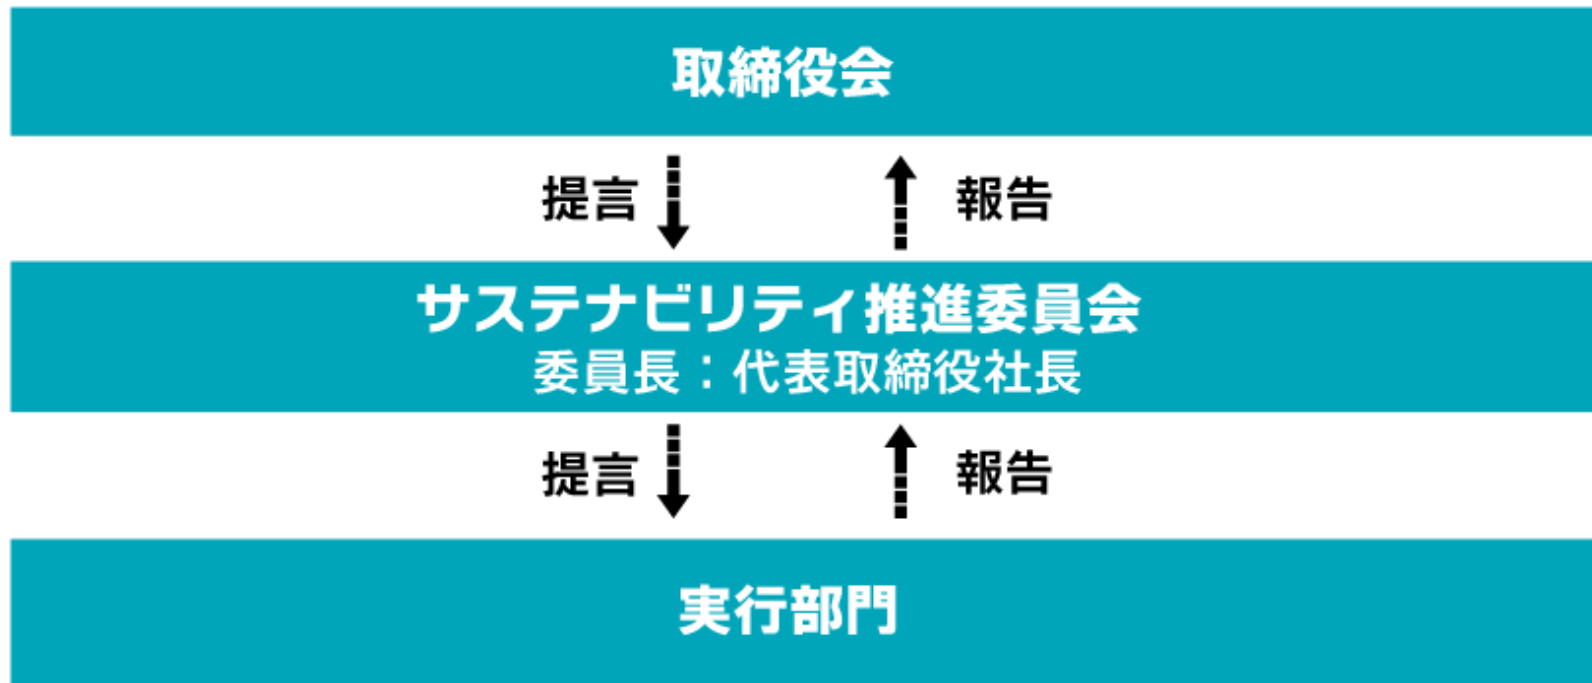 取締役会
提言 報告
サステナビリティ推進委員会
委員長：代表取締役社長
提言 報告
実行部門